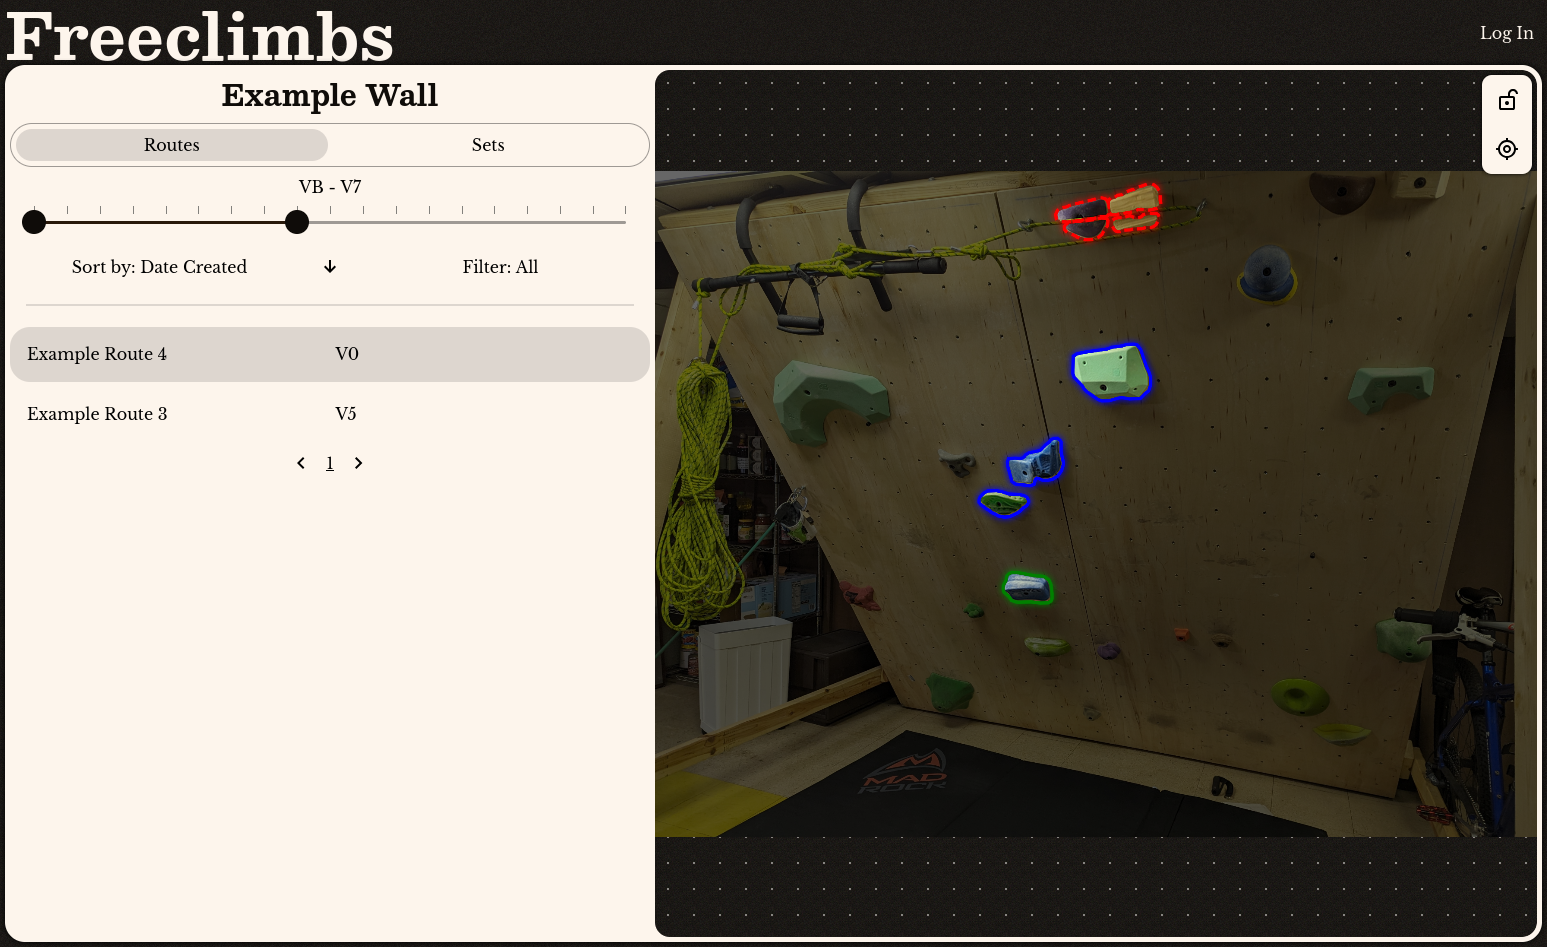 Freeclimbs
Log In
Example Wall
Routes
Sets
VB - V7
Sort by: Date Created
Filter: All
Example Route 4
V0
Example Route 3
V5
1
MAD
ROCK